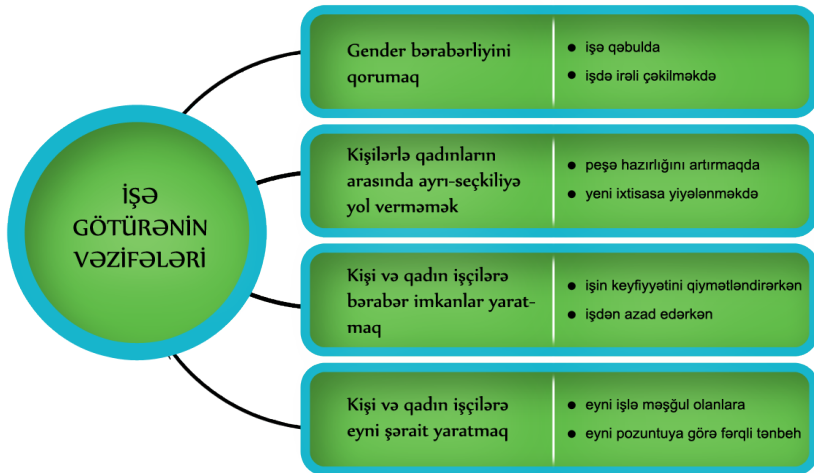 İŞƏ
GÖTÜRƏNİN
VƏZİFƏLƏRİ
Gender bərabərliyini
qorumaq
● işə qəbulda
● işdə irəli çəkilməkdə
Kişilərlə qadınların
arasında ayrı-seçkiliyə
yol verməmək
● peşə hazırlığını artırmaqda
● yeni ixtisasa yiyələnməkdə
Kişi və qadın işçilərə
bərabər imkanlar yarat-
maq
● işin keyfiyyətini qiymətləndirərkən
● işdən azad edərkən
Kişi və qadın işçilərə
eyni şərait yaratmaq
● eyni işlə məşğul olanlara
● eyni pozuntuya görə fərqli tənbeh